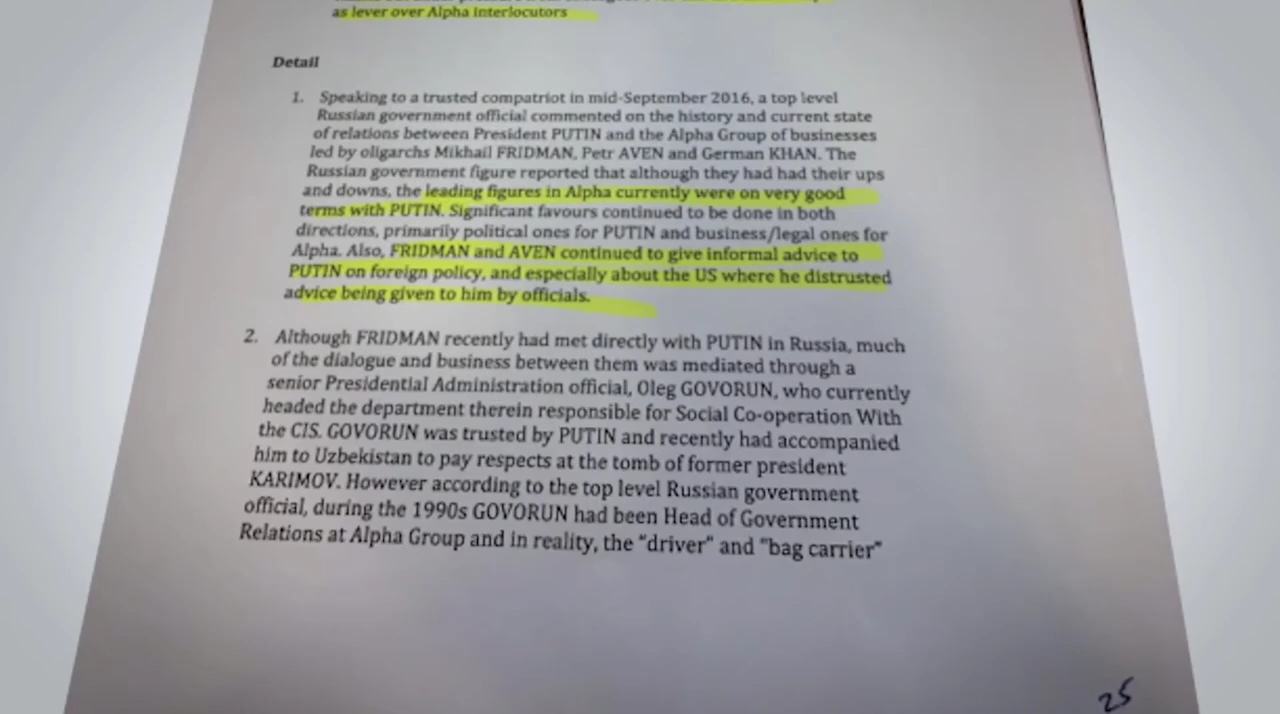 as lever over Alpha interlocutors
Detail
1. Speaking to a trusted compatriot in mid-September 2016, a top level
Russian government official commented on the history and current state
of relations between President PUTIN and the Alpha Group of businesses
led by oligarchs Mikhail FRIDMAN, Petr AVEN and German KHAN. The
Russian government figure reported that although they had had their ups
and downs, the leading figures in Alpha currently were on very good
terms with PUTIN. Significant favours continued to be done in both
directions, primarily political ones for PUTIN and business/legal ones for
Alpha. Also, FRIDMAN and AVEN continued to give informal advice to
PUTIN on foreign policy, and especially about the US where he distrusted
advice being given to him by officials.
2. Although FRIDMAN recently had met directly with PUTIN in Russia, much
of the dialogue and business between them was mediated through a
senior Presidential Administration official, Oleg GOVORUN, who currently
headed the department therein responsible for Social Co-operation With
the CIS. GOVORUN was trusted by PUTIN and recently had accompanied
him to Uzbekistan to pay respects at the tomb of former president
KARIMOV. However according to the top level Russian government
official, during the 1990s GOVORUN had been Head of Government
Relations at Alpha Group and in reality, the "driver" and "bag carrier"
25